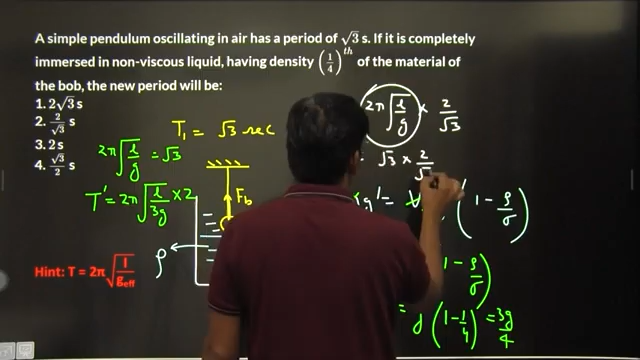 A simple pendulum oscillating in air has a period of √3 s. If it is completely
immersed in non-viscous liquid, having density (1/4)^th of the material of
the bob, the new period will be:
1. 2√3 s
2. 2/√3 s
3. 2 s
4. √3/2 s
Hint: T = 2π√(1/g_eff)
T₁ = √3 sec
2π√(l/g) = √3
T' = 2π√(l/3g) × 2
F_b
ρ
2π√(l/g) × 2/√3
√3 × 2/√3
g' =
(1 - ρ/σ)
1 - ρ/σ)
= g(1 - 1/4) = 3g/4